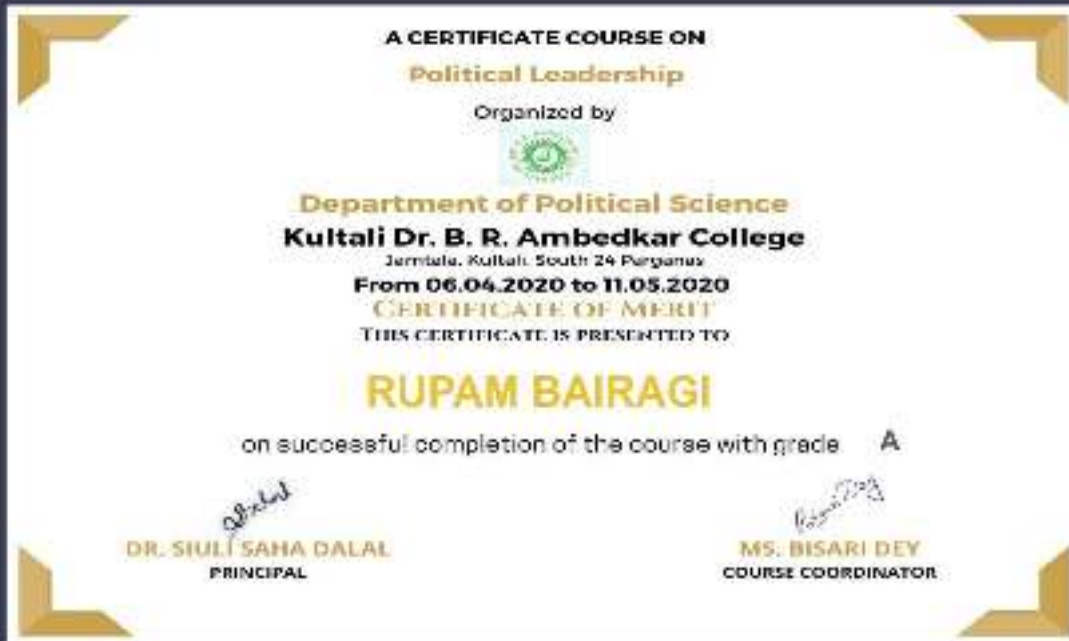 A CERTIFICATE COURSE ON
Political Leadership
Organized by
Department of Political Science
Kultali Dr. B. R. Ambedkar College
Jamtala, Kultali, South 24 Parganas
From 06.04.2020 to 11.05.2020
CERTIFICATE OF MERIT
THIS CERTIFICATE IS PRESENTED TO
RUPAM BAIRAGI
on successful completion of the course with grade A
DR. SIULI SAHA DALAL
PRINCIPAL
MS. BISARI DEY
COURSE COORDINATOR